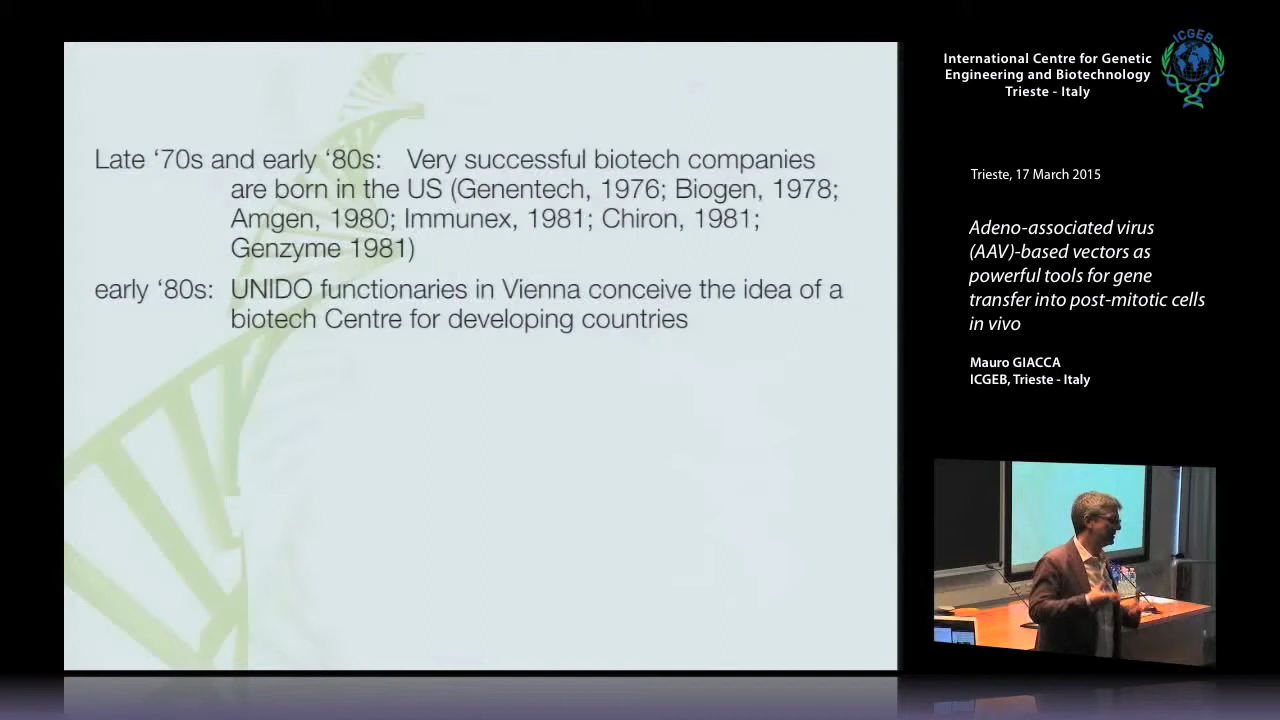 Late ‘70s and early ‘80s: Very successful biotech companies
are born in the US (Genentech, 1976; Biogen, 1978;
Amgen, 1980; Immunex, 1981; Chiron, 1981;
Genzyme 1981)
early ‘80s: UNIDO functionaries in Vienna conceive the idea of a
biotech Centre for developing countries
International Centre for Genetic
Engineering and Biotechnology
Trieste - Italy
ICGEB
Trieste, 17 March 2015
Adeno-associated virus
(AAV)-based vectors as
powerful tools for gene
transfer into post-mitotic cells
in vivo
Mauro GIACCA
ICGEB, Trieste - Italy